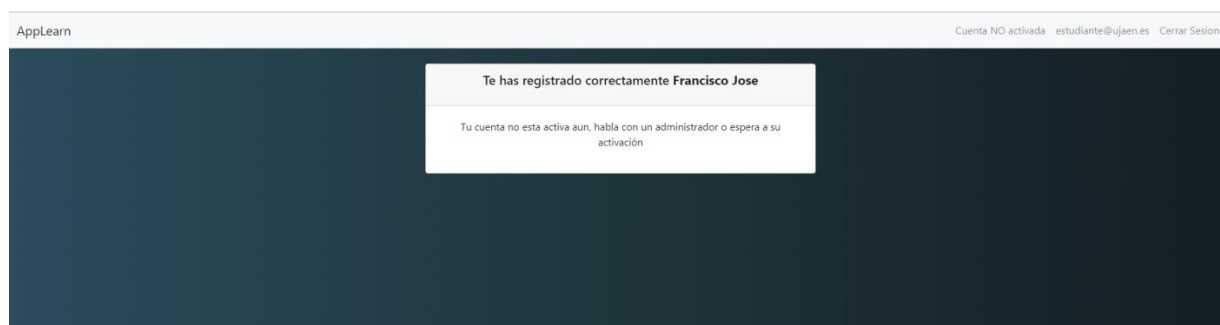 AppLearn
Cuenta NO activada estudiante@ujaen.es Cerrar Sesion
Te has registrado correctamente Francisco Jose
Tu cuenta no esta activa aun, habla con un administrador o espera a su
activación